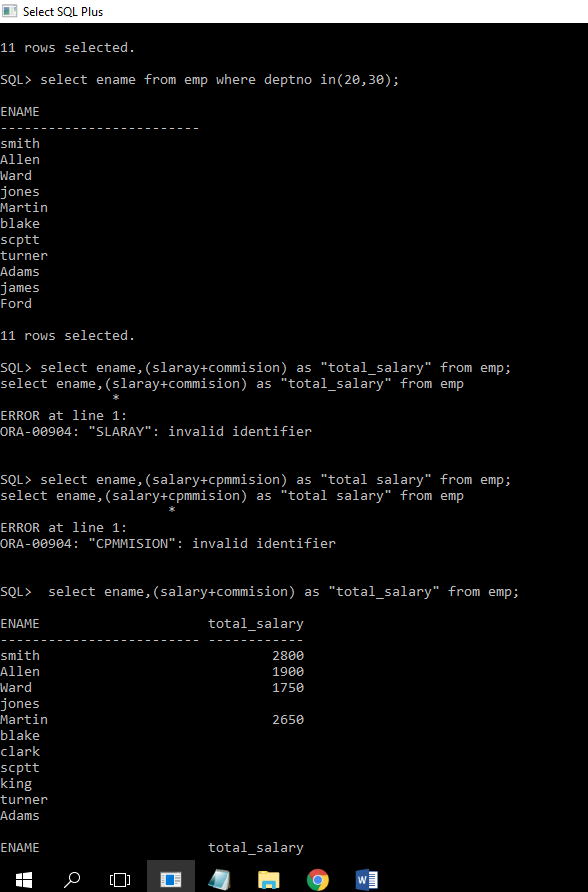 Select SQL Plus
11 rows selected.
SQL> select ename from emp where deptno in(20,30);
ENAME
-------------------------
smith
Allen
Ward
jones
Martin
blake
scptt
turner
Adams
james
Ford
11 rows selected.
SQL> select ename,(slaray+commision) as "total_salary" from emp;
select ename,(slaray+commision) as "total_salary" from emp
*
ERROR at line 1:
ORA-00904: "SLARAY": invalid identifier
SQL> select ename,(salary+cpmmision) as "total salary" from emp;
select ename,(salary+cpmmision) as "total salary" from emp
*
ERROR at line 1:
ORA-00904: "CPMMISION": invalid identifier
SQL>  select ename,(salary+commision) as "total_salary" from emp;
ENAME                     total_salary
------------------------- ------------
smith                             2800
Allen                             1900
Ward                              1750
jones
Martin                            2650
blake
clark
scptt
king
turner
Adams
ENAME                     total_salary